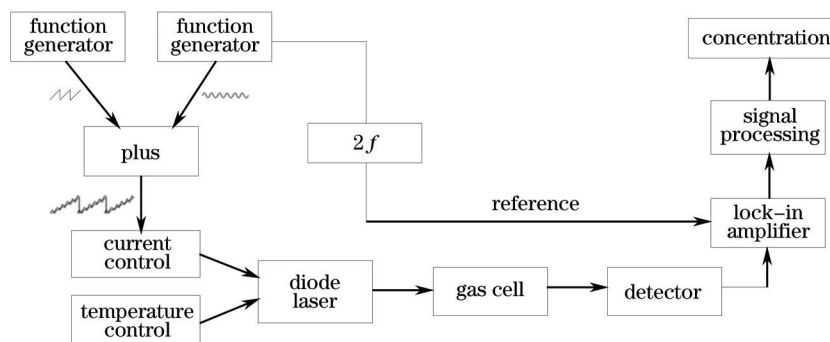 function
generator
function
generator
concentration
signal
processing
plus
2f
reference
lock-in
amplifier
current
control
diode
laser
gas cell
detector
temperature
control